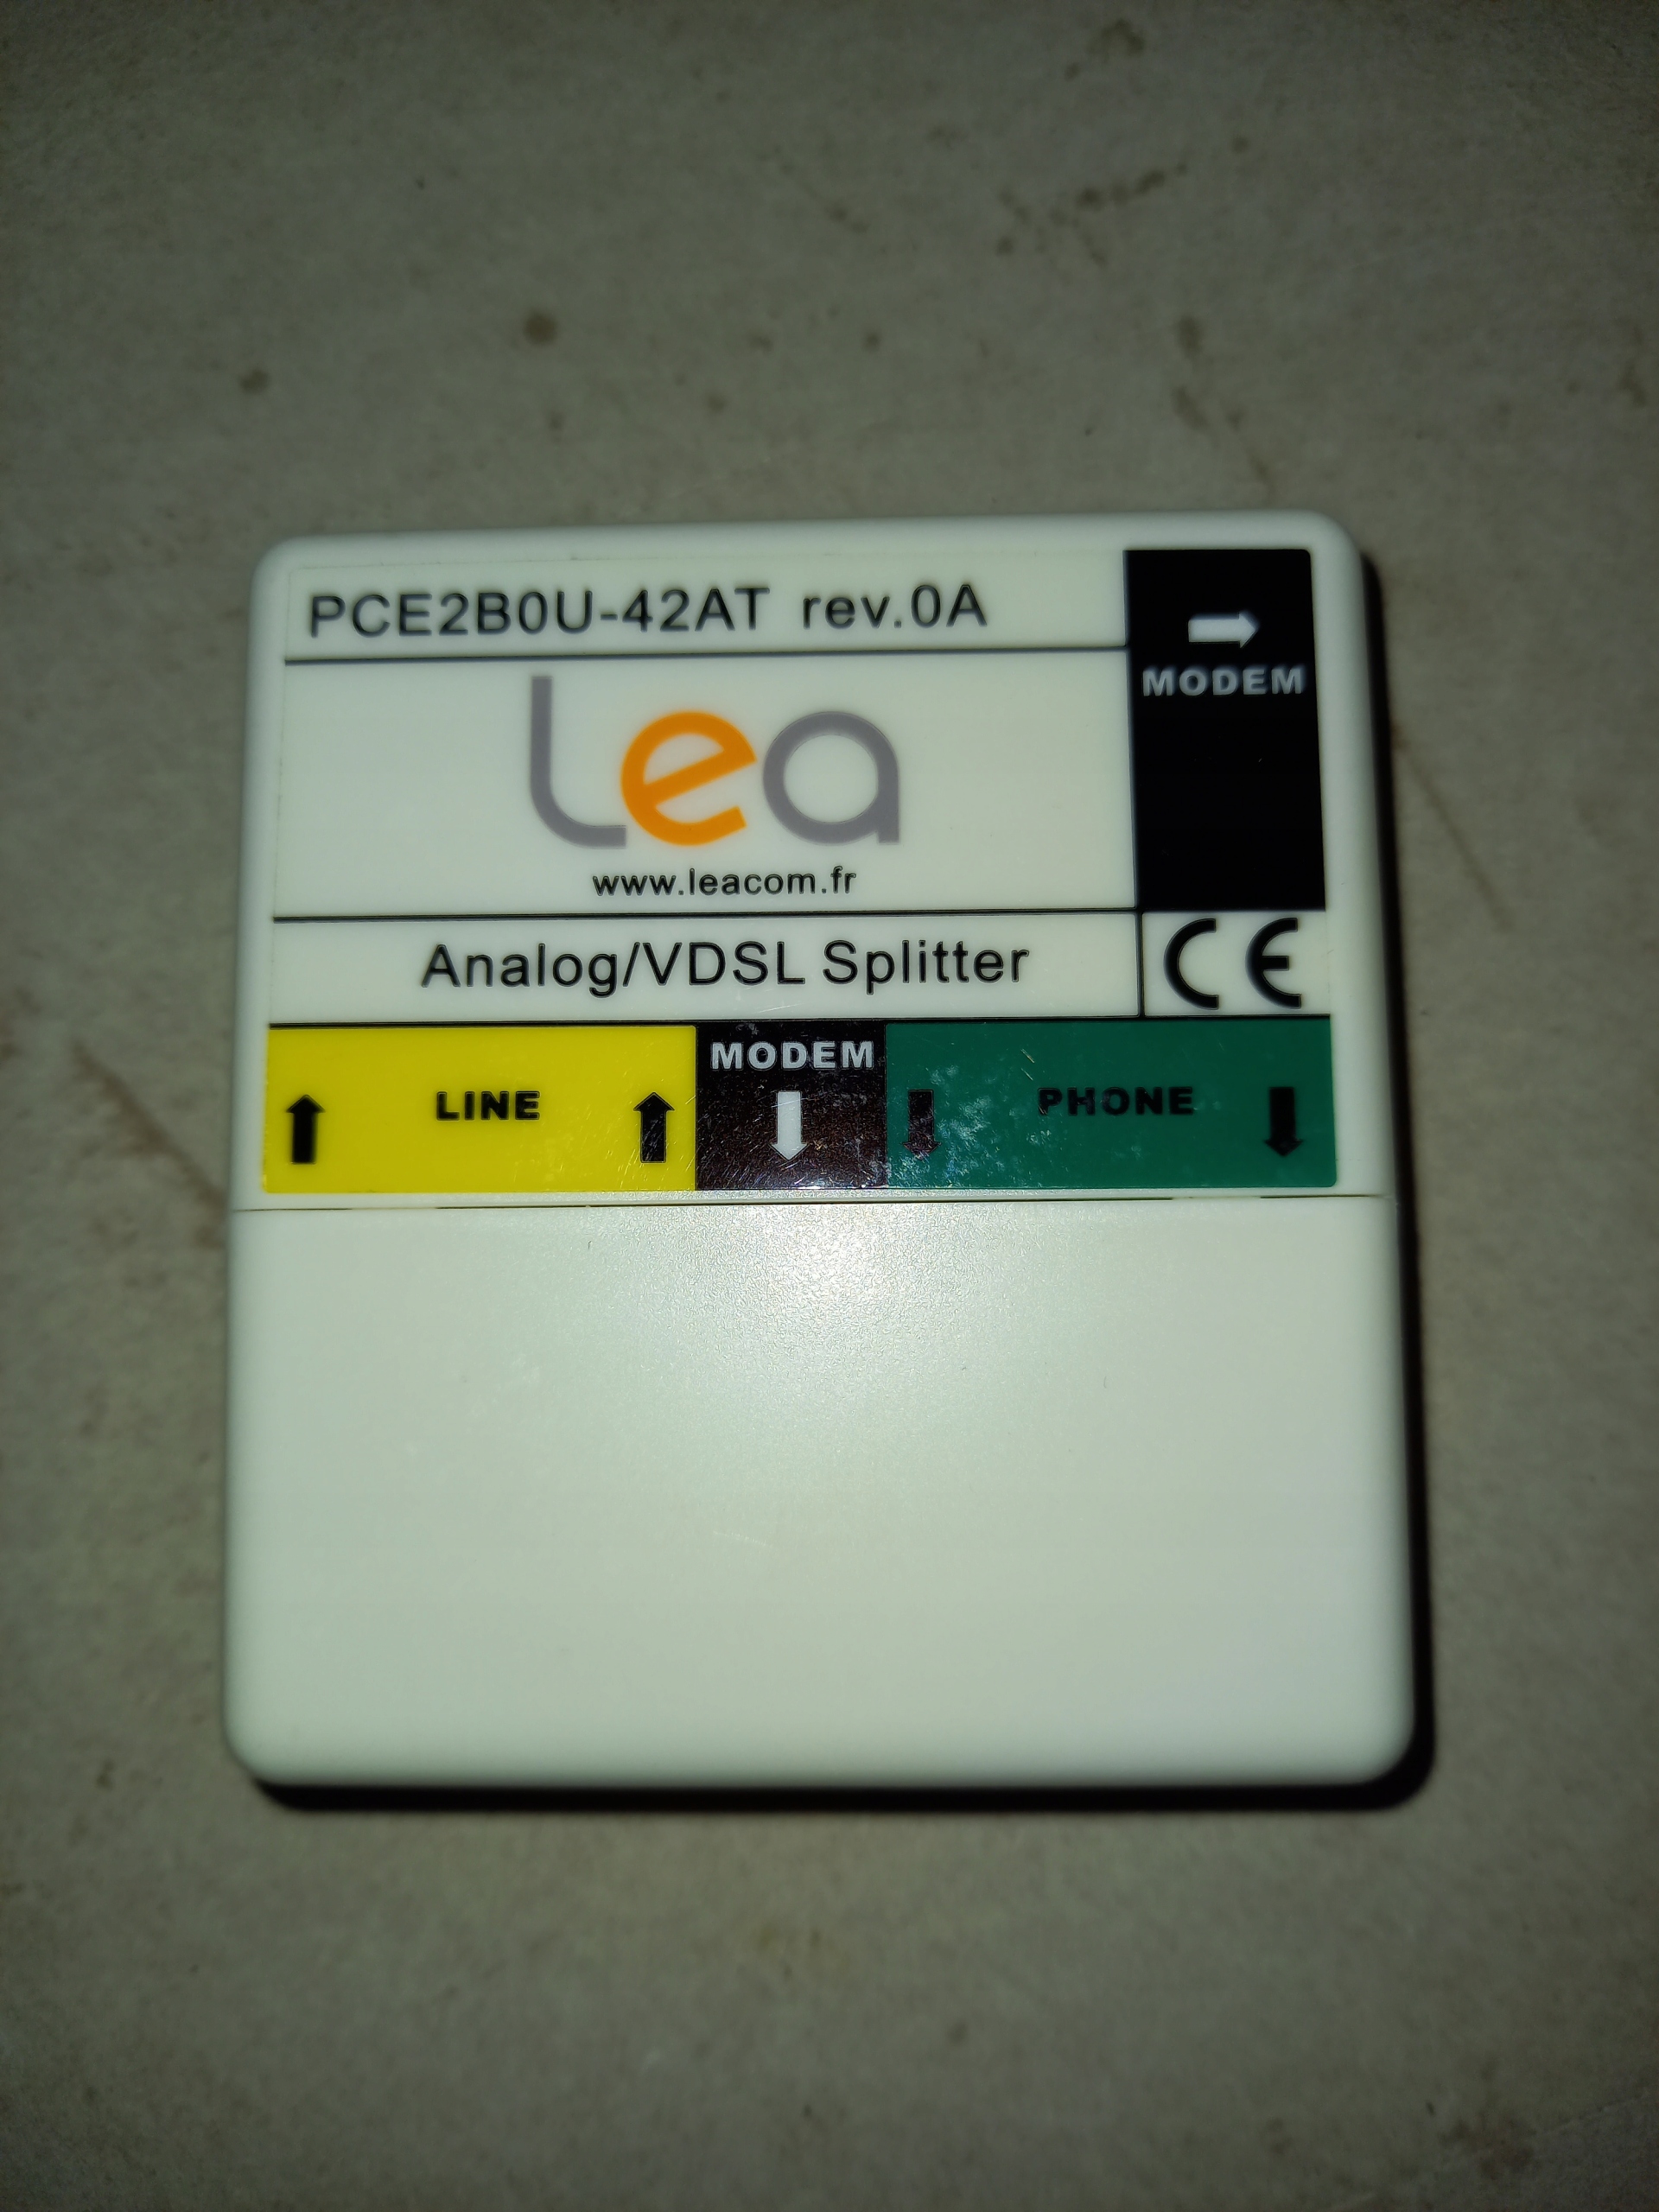 PCE2B0U-42AT rev.0A
MODEM
Lea
www.leacom.fr
Analog/VDSL Splitter
CE
LINE
MODEM
PHONE